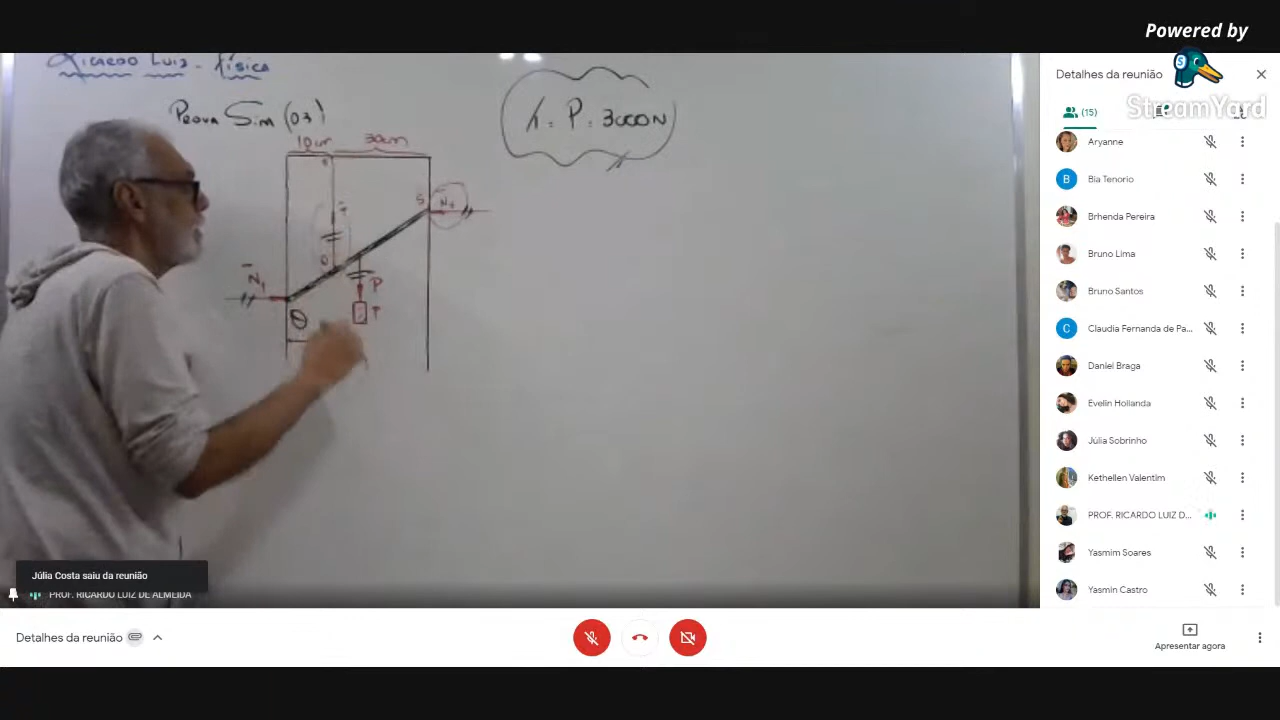 Powered by
StreamYard
Ricardo Luiz - Física
Prova Sim (03)
10cm 30cm
P = 3000N
S
N₁
P
θ
Júlia Costa saiu da reunião
PROF. RICARDO LUIZ DE ALMEIDA
Detalhes da reunião
Detalhes da reunião
(15)
Aryanne
B Bia Tenorio
Brhenda Pereira
Bruno Lima
Bruno Santos
C Claudia Fernanda de Pa...
Daniel Braga
Evelin Hollanda
Júlia Sobrinho
Kethellen Valentim
PROF. RICARDO LUIZ D...
Yasmim Soares
Yasmin Castro
Apresentar agora